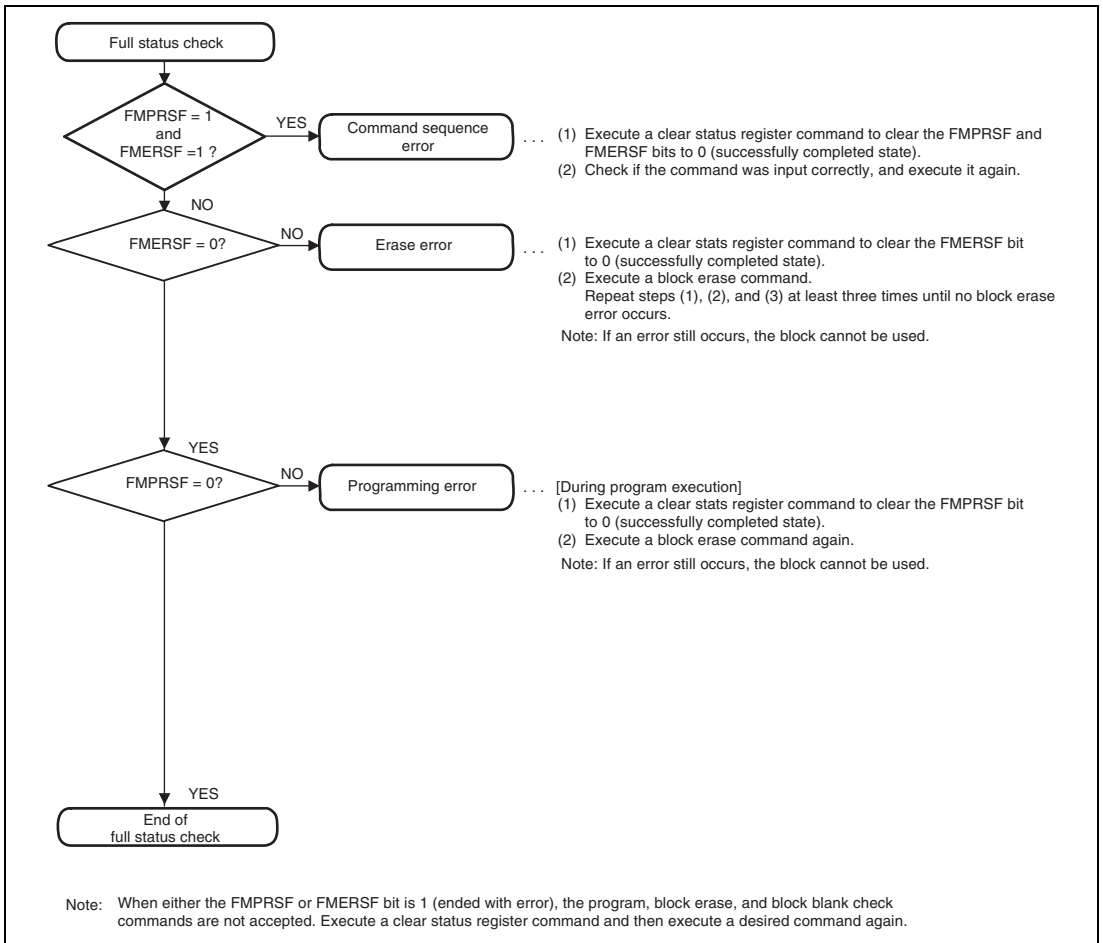 Full status check
FMPRSF = 1
and
FMERSF =1 ?
YES
Command sequence
error
. . . (1) Execute a clear status register command to clear the FMPRSF and
FMERSF bits to 0 (successfully completed state).
(2) Check if the command was input correctly, and execute it again.
NO
FMERSF = 0?
NO
Erase error
. . . (1) Execute a clear stats register command to clear the FMERSF bit
to 0 (successfully completed state).
(2) Execute a block erase command.
Repeat steps (1), (2), and (3) at least three times until no block erase
error occurs.
Note: If an error still occurs, the block cannot be used.
YES
FMPRSF = 0?
NO
Programming error
. . . [During program execution]
(1) Execute a clear stats register command to clear the FMPRSF bit
to 0 (successfully completed state).
(2) Execute a block erase command again.
Note: If an error still occurs, the block cannot be used.
YES
End of
full status check
Note: When either the FMPRSF or FMERSF bit is 1 (ended with error), the program, block erase, and block blank check
commands are not accepted. Execute a clear status register command and then execute a desired command again.